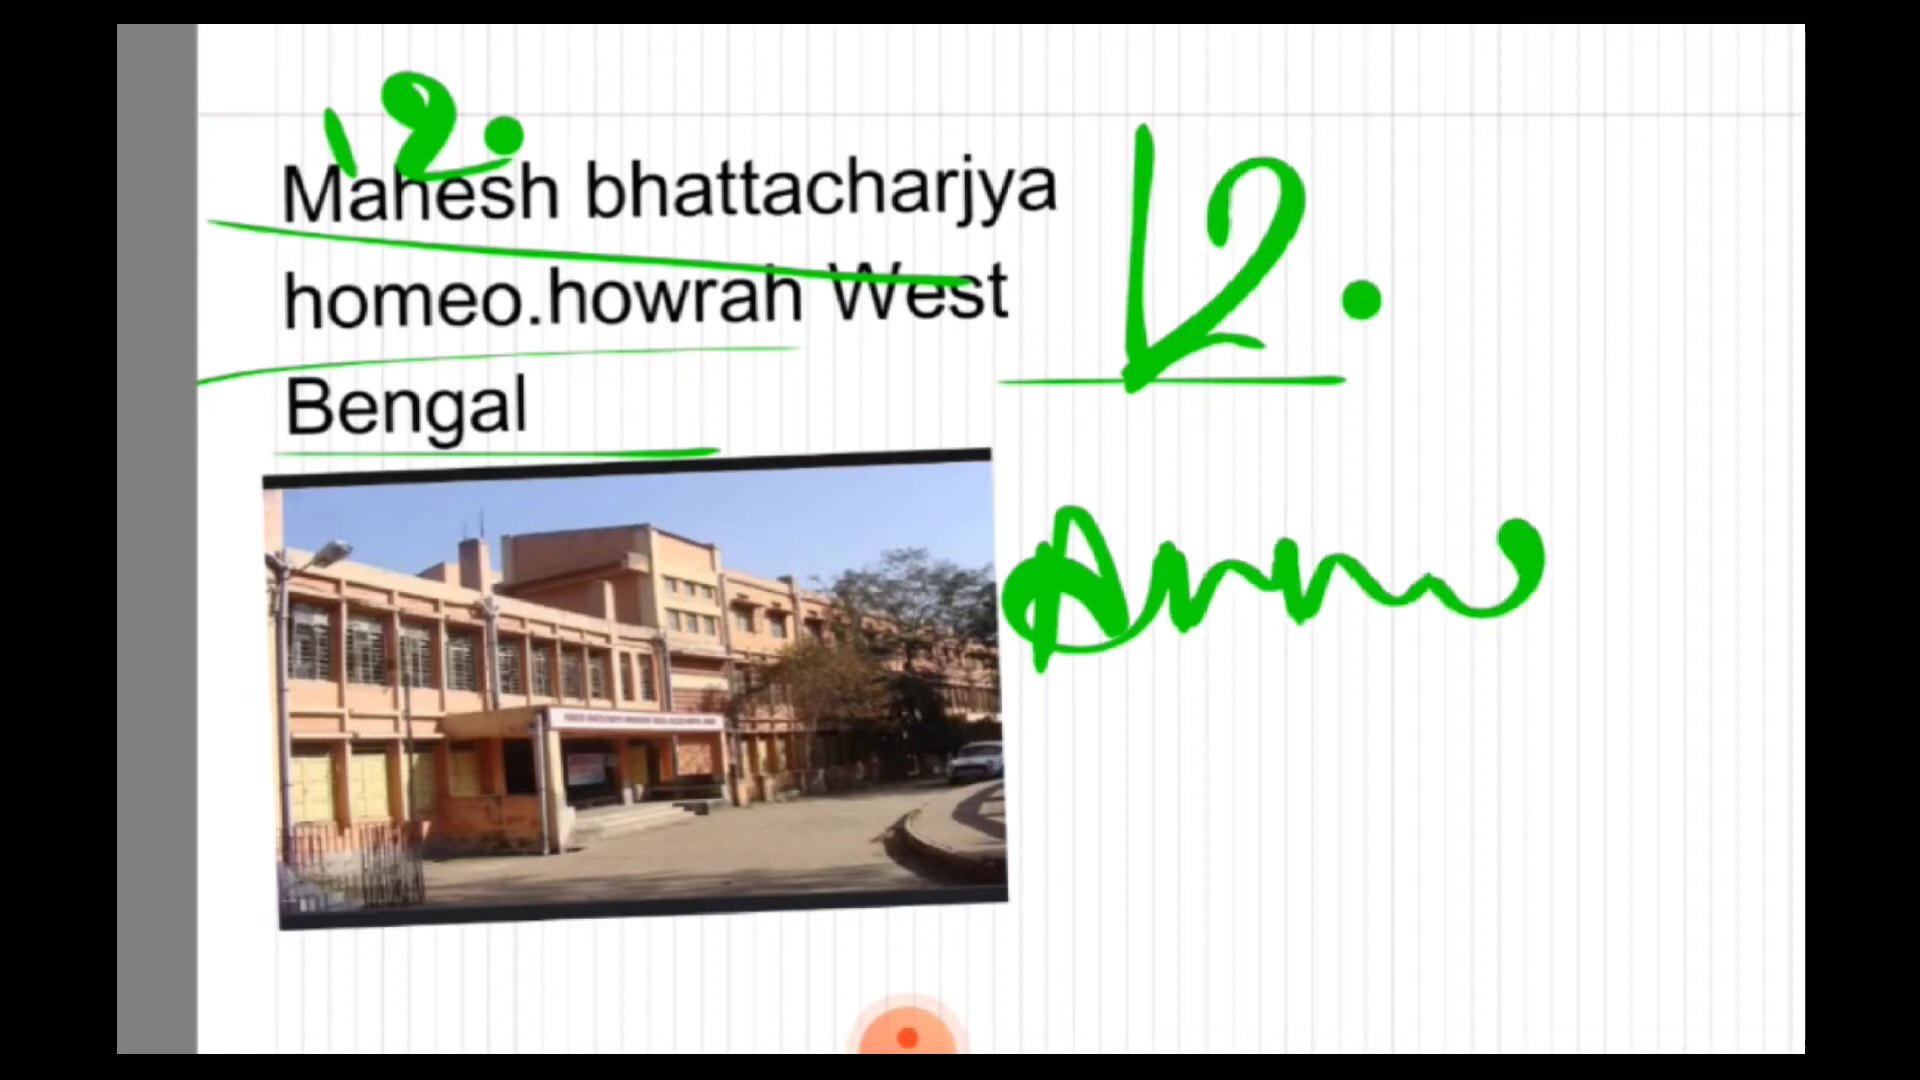 12.
Mahesh bhattacharjya
homeo.howrah West
Bengal
12.